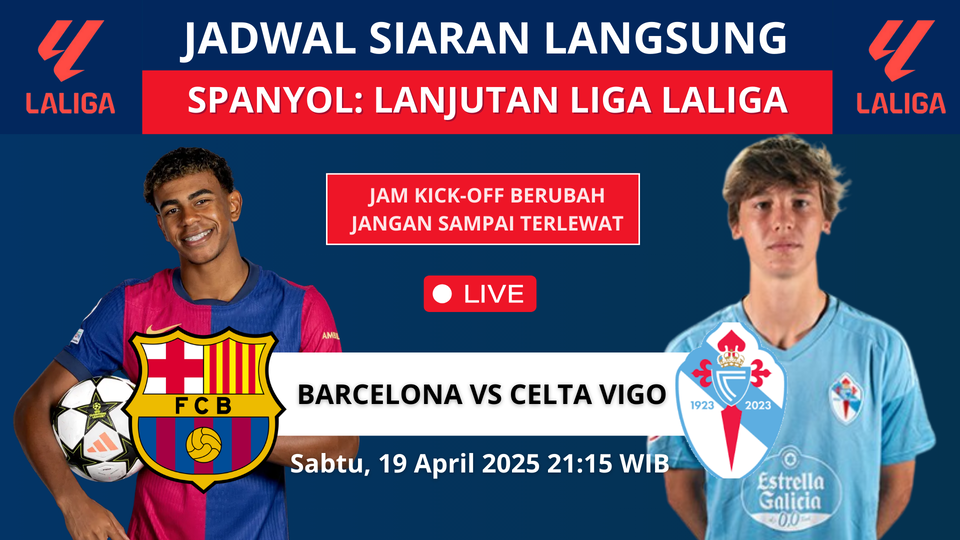 JADWAL SIARAN LANGSUNG
LALIGA
SPANYOL: LANJUTAN LIGA LALIGA
LALIGA
JAM KICK-OFF BERUBAH
JANGAN SAMPAI TERLEWAT
LIVE
FCB
BARCELONA VS CELTA VIGO
1923 2023
Sabtu, 19 April 2025 21:15 WIB
Estrella
Galicia
0,0